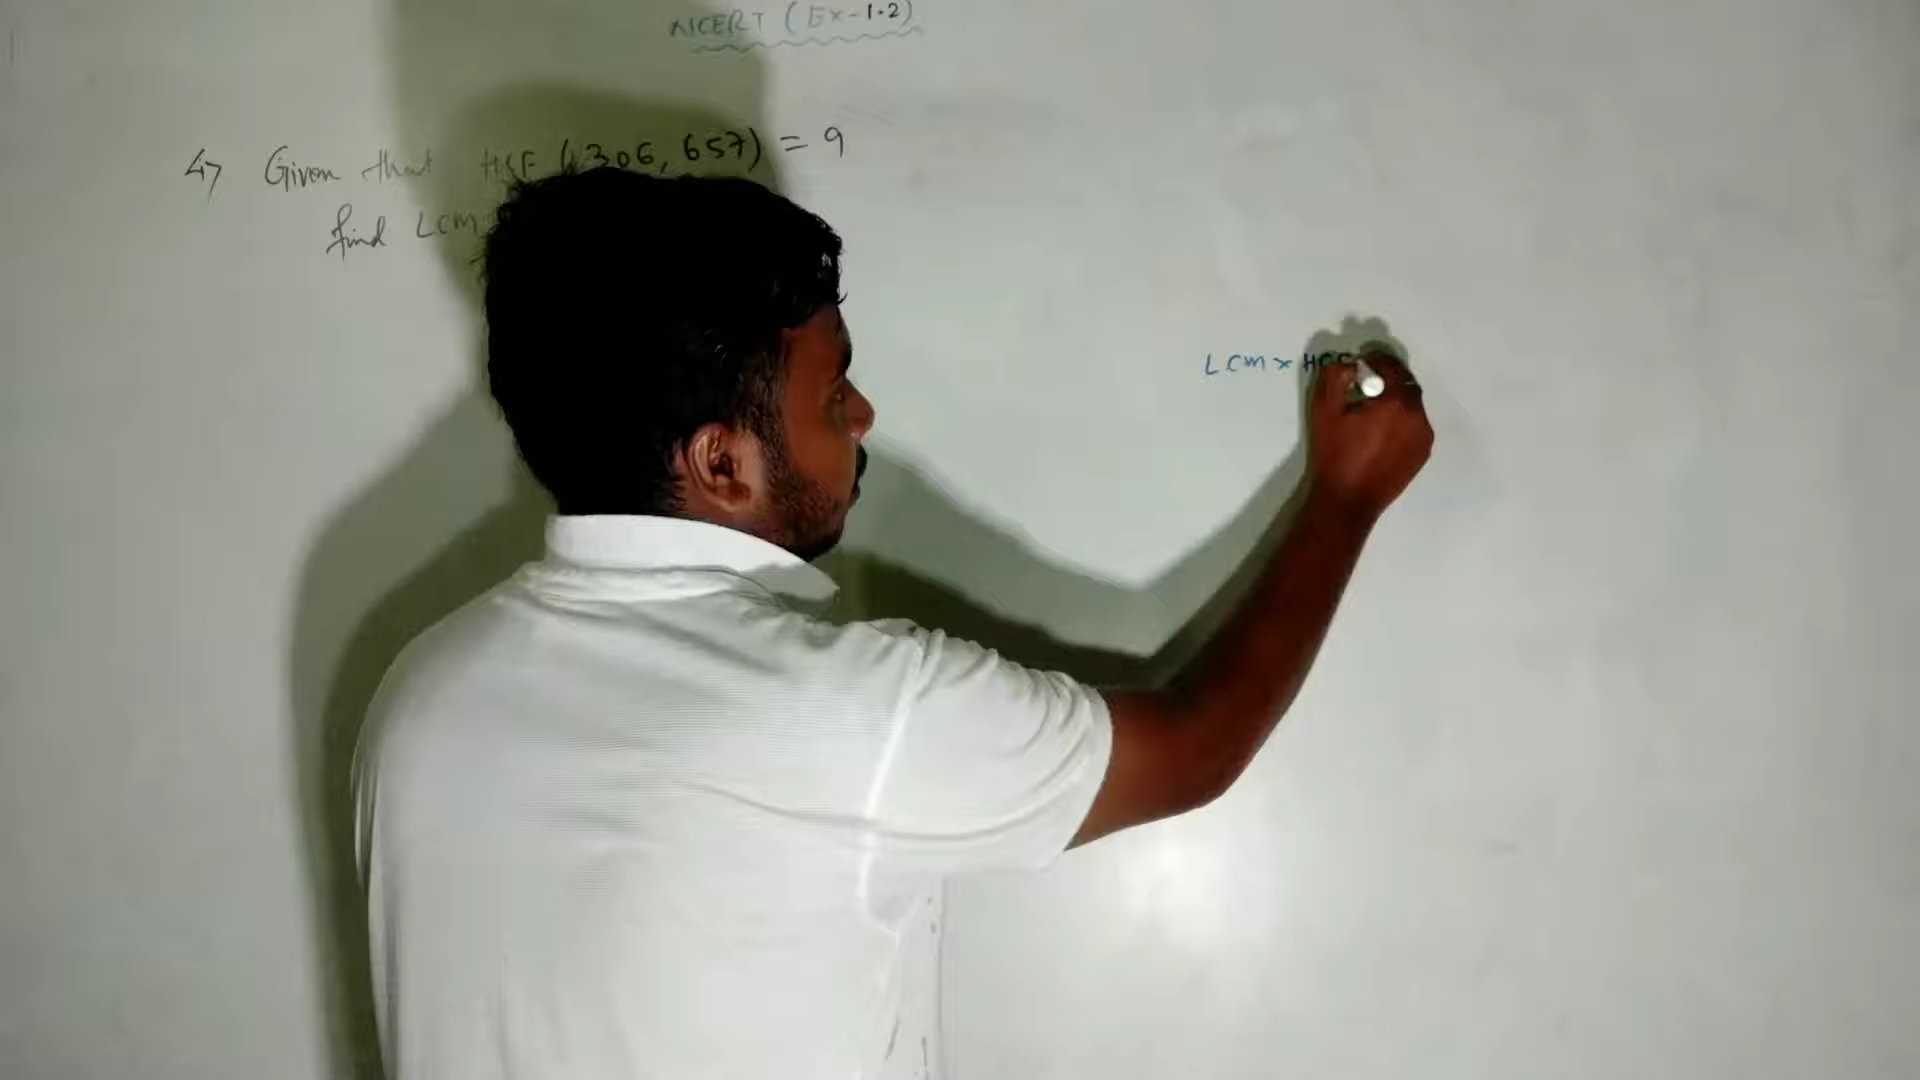 NCERT (Ex-1.2)
4> Given that HCF (306, 657) = 9
find LCM
LCM x HCF